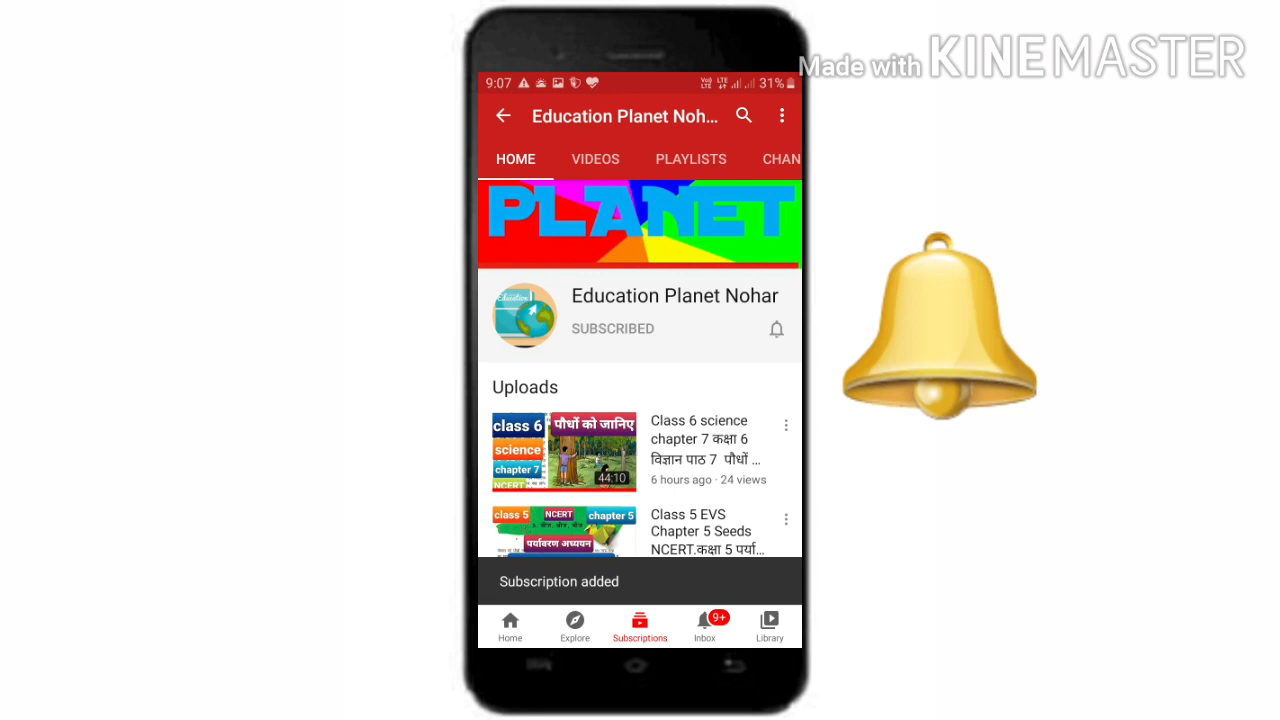 Made with KINEMASTER
9:07
LTE 31%
Education Planet Noh...
HOME VIDEOS PLAYLISTS CHAN
PLANET
Education
Education Planet Nohar
SUBSCRIBED
Uploads
class 6 पौधों को जानिए
science
chapter 7
NCERT
44:10
Class 6 science
chapter 7 कक्षा 6
विज्ञान पाठ 7 पौधों ...
6 hours ago · 24 views
class 5 NCERT chapter 5
पर्यावरण अध्ययन
Class 5 EVS
Chapter 5 Seeds
NCERT.कक्षा 5 पर्या...
Subscription added
9+
Home Explore Subscriptions Inbox Library